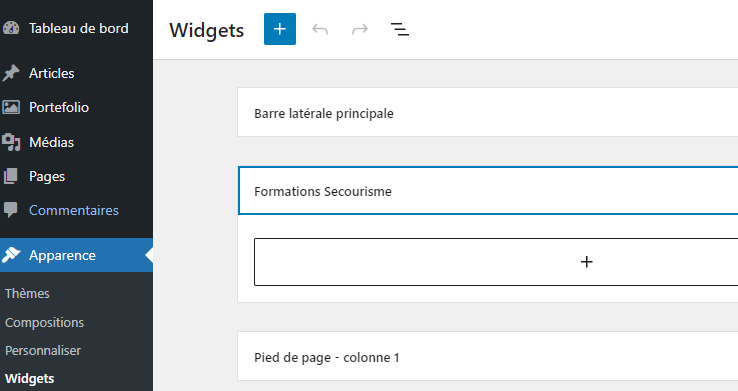 Tableau de bord
Articles
Portefolio
Médias
Pages
Commentaires
Apparence
Thèmes
Compositions
Personnaliser
Widgets
Widgets
Barre latérale principale
Formations Secourisme
Pied de page - colonne 1